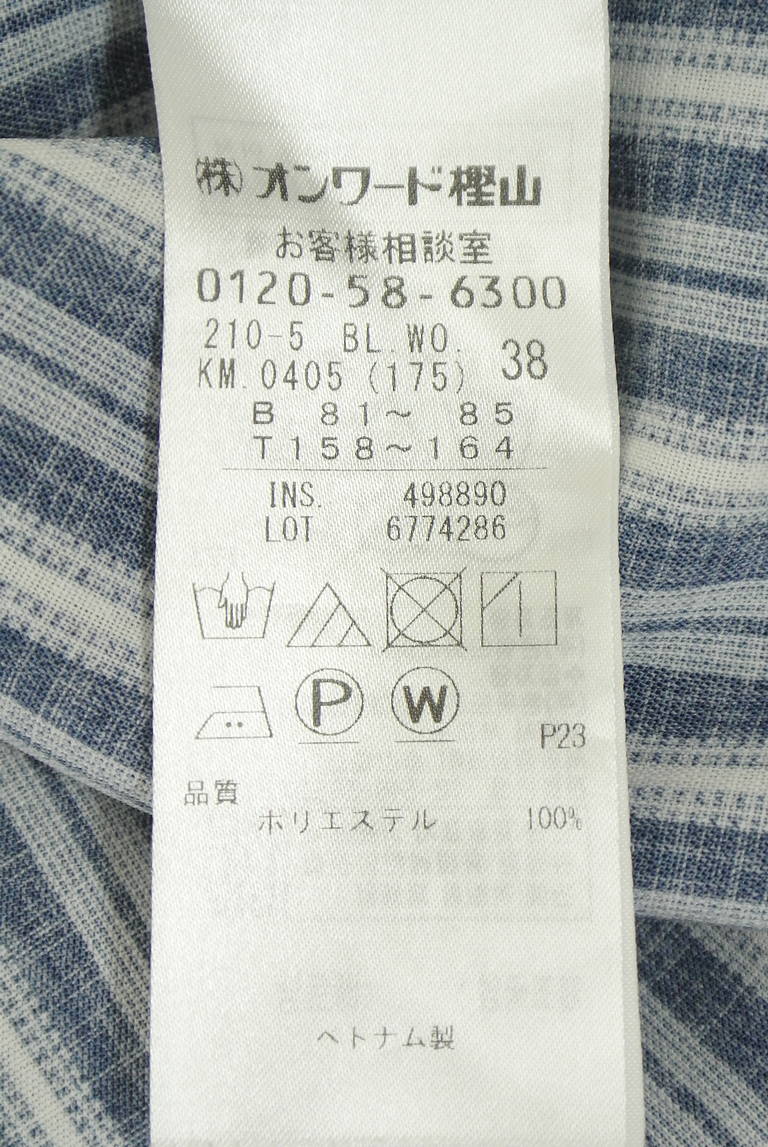 (株)オンワード樫山
お客様相談室
0120-58-6300
210-5 BL.WO. 38
KM.0405 (175)
B 81～ 85
T158～164
INS. 498890
LOT 6774286
P W
P23
品質
ポリエステル 100%
ベトナム製